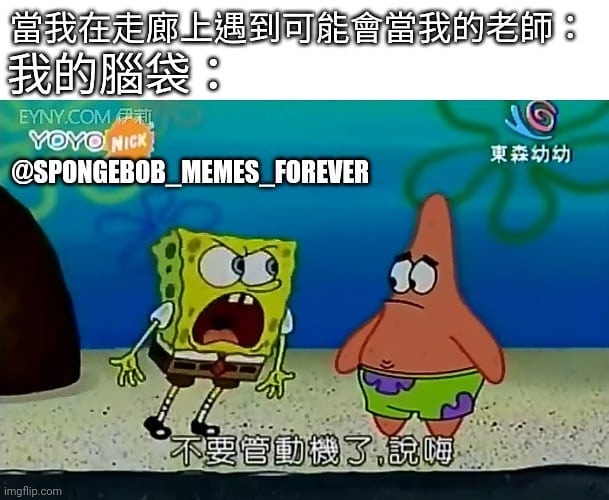 當我在走廊上遇到可能會當我的老師：
我的腦袋：
EYNY.COM 伊莉
YOYO NICK
東森幼幼
@SPONGEBOB_MEMES_FOREVER
不要管動機了,說嗨
imgflip.com